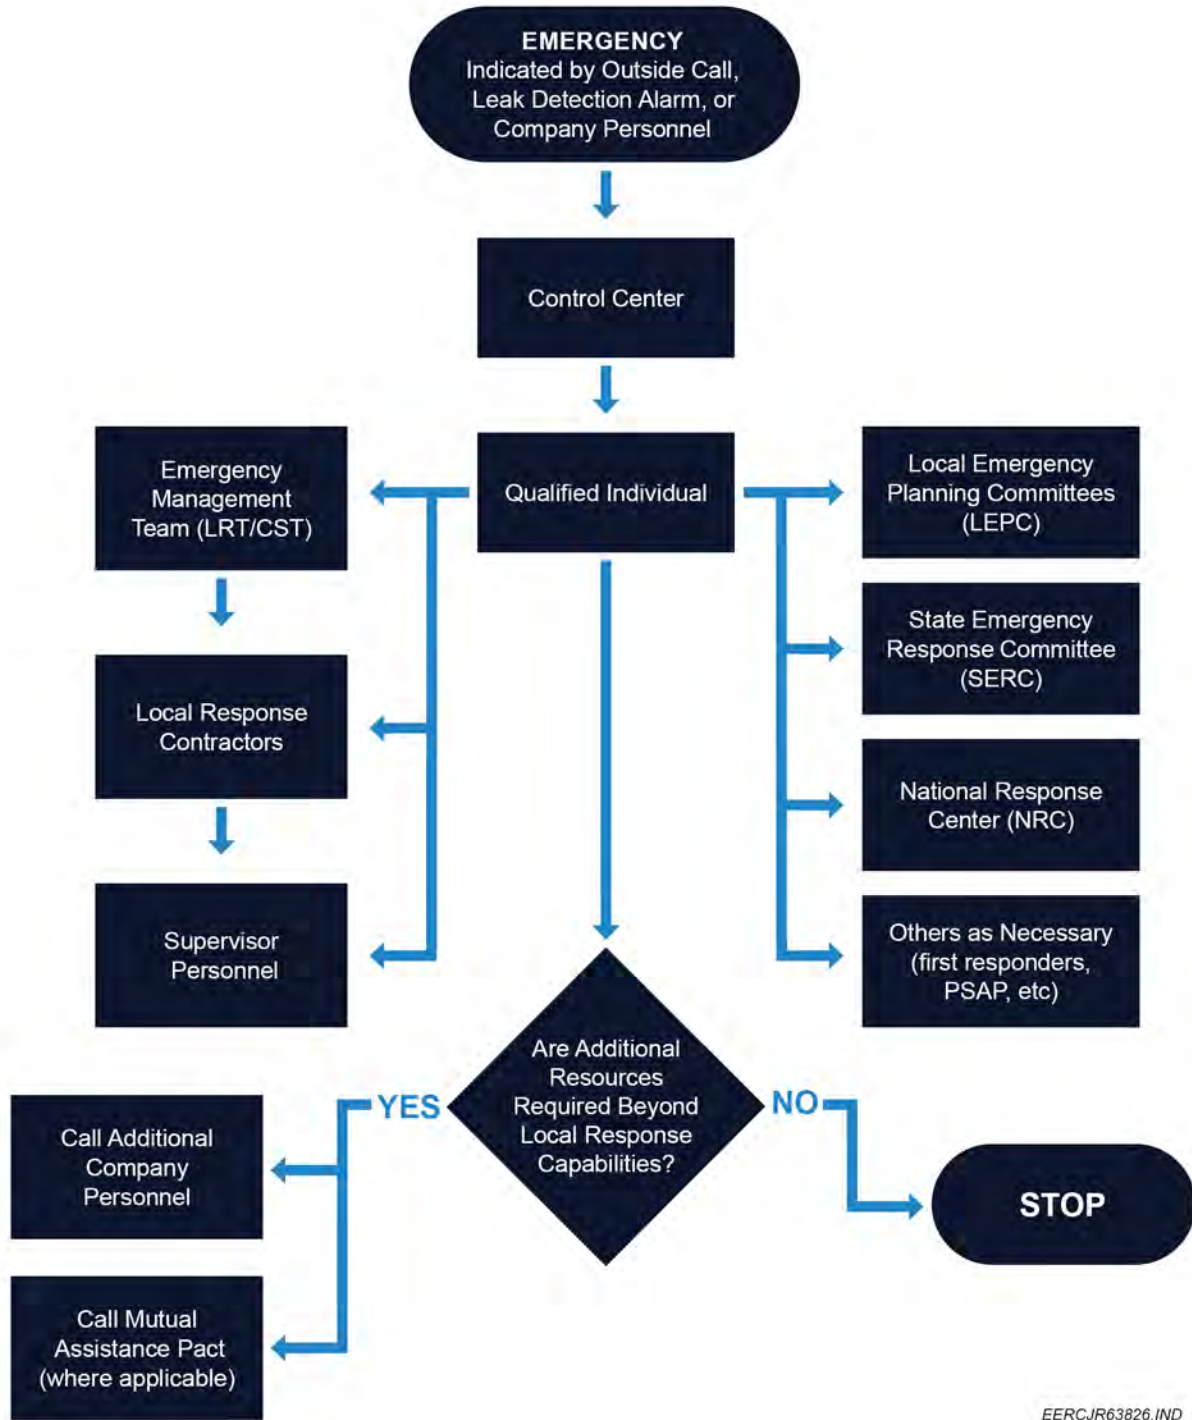 EMERGENCY
Indicated by Outside Call,
Leak Detection Alarm, or
Company Personnel
Control Center
Emergency
Management
Team (LRT/CST)
Qualified Individual
Local Emergency
Planning Committees
(LEPC)
State Emergency
Response Committee
(SERC)
Local Response
Contractors
National Response
Center (NRC)
Supervisor
Personnel
Others as Necessary
(first responders,
PSAP, etc)
Are Additional
Resources
Required Beyond
Local Response
Capabilities?
YES
NO
Call Additional
Company
Personnel
STOP
Call Mutual
Assistance Pact
(where applicable)
EERCJR63826.IND